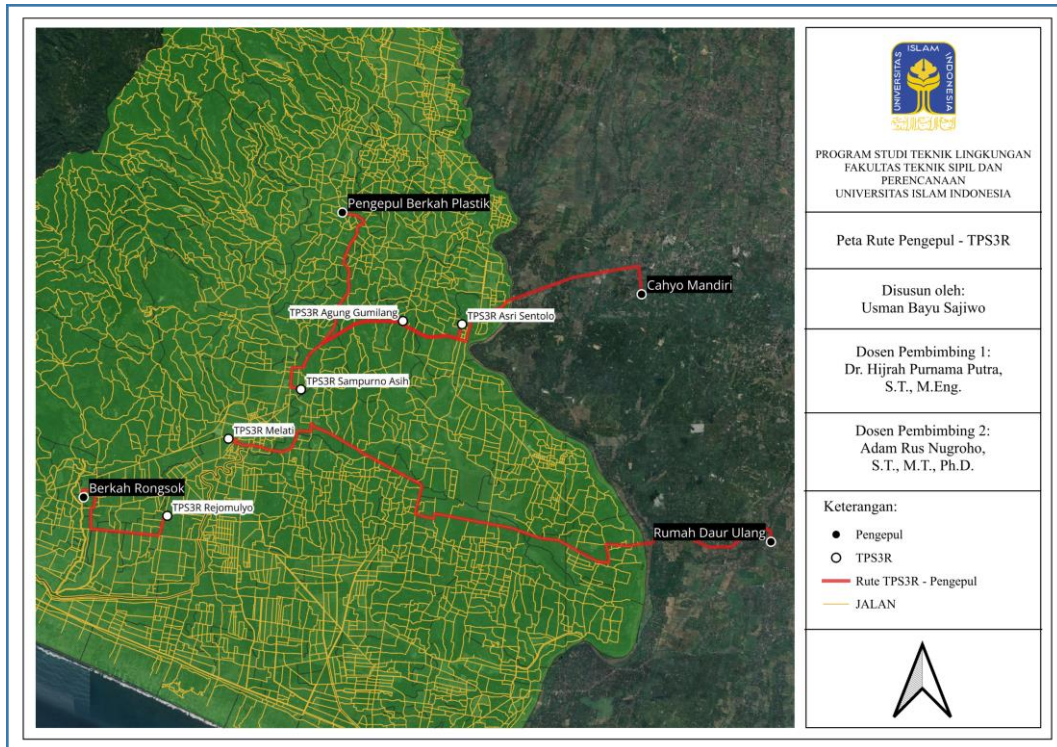 Pengepul Berkah Plastik
Cahyo Mandiri
TPS3R Agung Gumilang
TPS3R Asri Sentolo
TPS3R Sampurno Asih
TPS3R Melati
Berkah Rongsok
TPS3R Rejomulyo
Rumah Daur Ulang
UNIVERSITAS ISLAM INDONESIA
PROGRAM STUDI TEKNIK LINGKUNGAN
FAKULTAS TEKNIK SIPIL DAN
PERENCANAAN
UNIVERSITAS ISLAM INDONESIA
Peta Rute Pengepul - TPS3R
Disusun oleh:
Usman Bayu Sajiwo
Dosen Pembimbing 1:
Dr. Hijrah Purnama Putra,
S.T., M.Eng.
Dosen Pembimbing 2:
Adam Rus Nugroho,
S.T., M.T., Ph.D.
Keterangan:
Pengepul
TPS3R
Rute TPS3R - Pengepul
JALAN